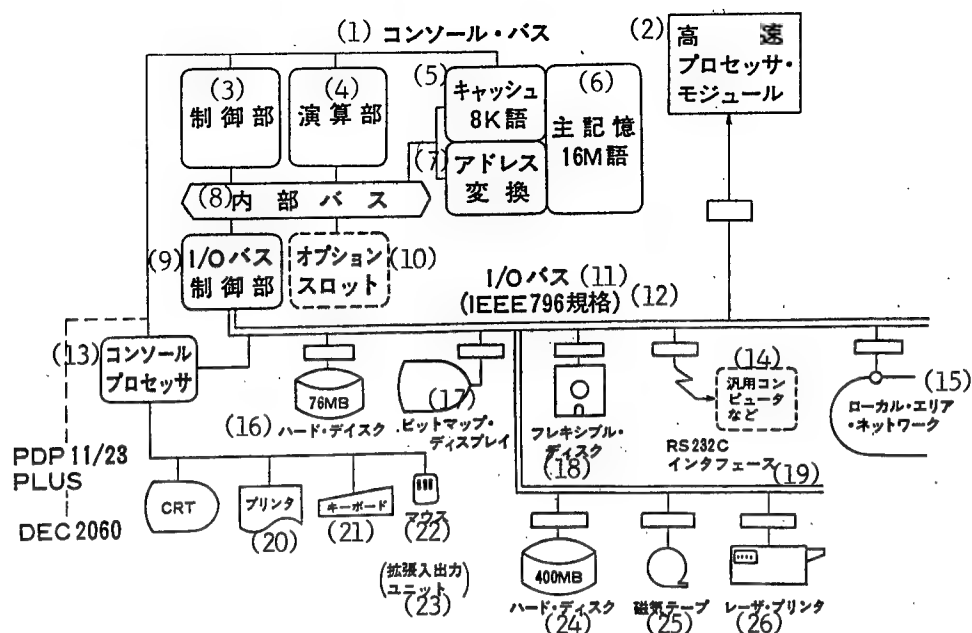 (1) コンソール・バス
(2) 高速
プロセッサ・
モジュール
(3)
制御部
(4)
演算部
(5)
キャッシュ
8K語
(6)
主記憶
16M語
(7) アドレス
変換
(8) 内部バス
(9) I/Oバス
制御部
オプション (10)
スロット
I/Oバス (11)
(IEEE796規格) (12)
(13) コンソール
プロセッサ
(14)
汎用コン
ピュータ
など
(15)
ローカル・エリア
・ネットワーク
76MB
(16) ハード・デイスク
(17)
ビットマップ・
ディスプレイ
フレキシブル・
ディスク
(18)
RS232C
インタフェース
(19)
PDP 11/23
PLUS
DEC 2060
CRT
プリンタ
(20)
キーボード
(21)
マウス
(22)
(拡張入出力
ユニット)
(23)
400MB
ハード・ディスク
(24)
磁気テープ
(25)
レーザ・プリンタ
(26)